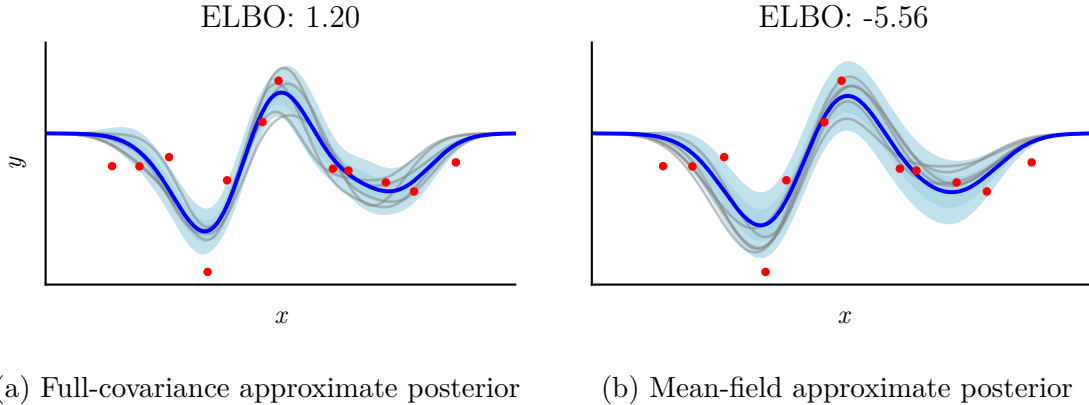 ELBO: 1.20
ELBO: -5.56
y
x
x
a) Full-covariance approximate posterior
(b) Mean-field approximate posterior